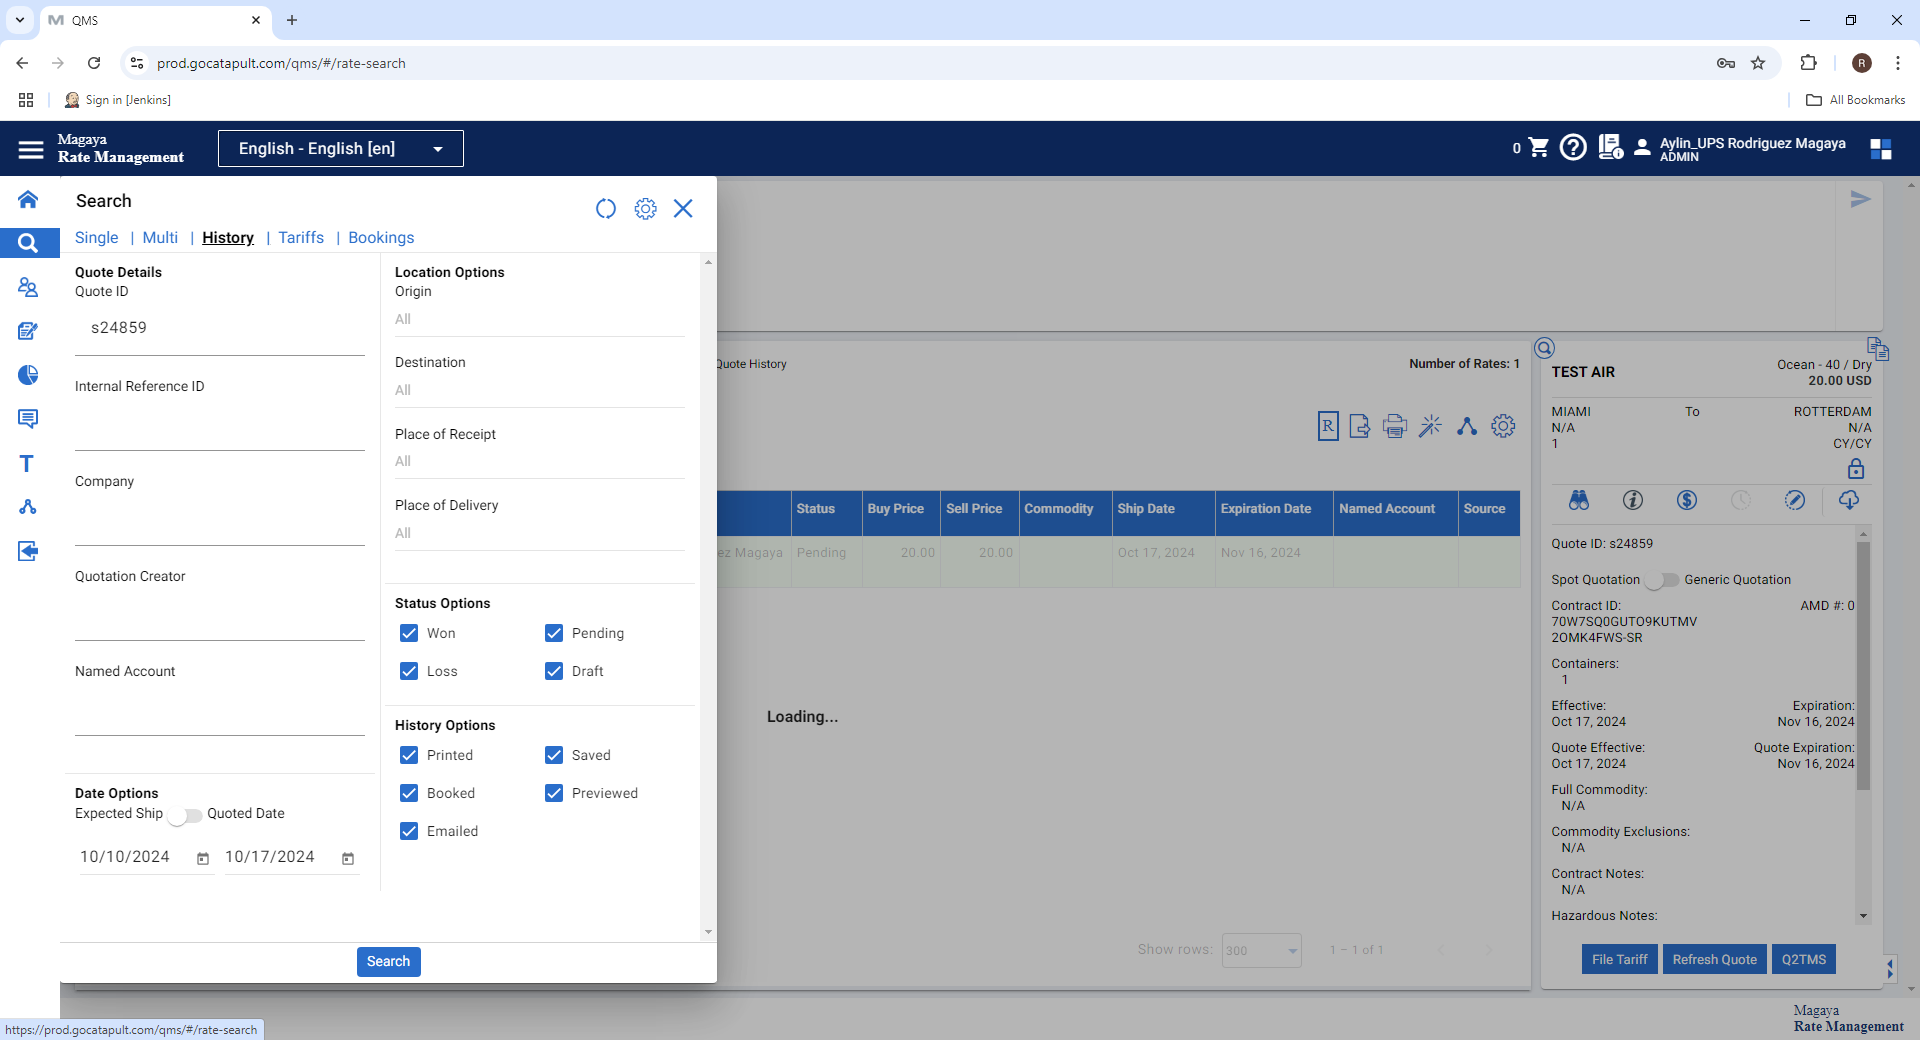 QMS
prod.gocatapult.com/qms/#/rate-search
R
Sign in [Jenkins]
All Bookmarks
Magaya
Rate Management
English - English [en]
0
Aylin_UPS Rodriguez Magaya
ADMIN
Search
Single | Multi | History | Tariffs | Bookings
Quote Details
Quote ID
s24859
Internal Reference ID
Company
Quotation Creator
Named Account
Date Options
Expected Ship Quoted Date
10/10/2024 10/17/2024
Location Options
Origin
All
Destination
All
Place of Receipt
All
Place of Delivery
All
Status Options
Won Pending
Loss Draft
History Options
Printed Saved
Booked Previewed
Emailed
Search
Quote History
Number of Rates: 1
R
Status Buy Price Sell Price Commodity Ship Date Expiration Date Named Account Source
ez Magaya Pending 20.00 20.00 Oct 17, 2024 Nov 16, 2024
Loading...
Show rows: 300 1 – 1 of 1
TEST AIR
Ocean - 40 / Dry
20.00 USD
MIAMI To ROTTERDAM
N/A N/A
1 CY/CY
Quote ID: s24859
Spot Quotation Generic Quotation
Contract ID: AMD #: 0
70W7SQ0GUTO9KUTMV
2OMK4FWS-SR
Containers:
1
Effective: Expiration:
Oct 17, 2024 Nov 16, 2024
Quote Effective: Quote Expiration:
Oct 17, 2024 Nov 16, 2024
Full Commodity:
N/A
Commodity Exclusions:
N/A
Contract Notes:
N/A
Hazardous Notes:
File Tariff Refresh Quote Q2TMS
Magaya
Rate Management
https://prod.gocatapult.com/qms/#/rate-search